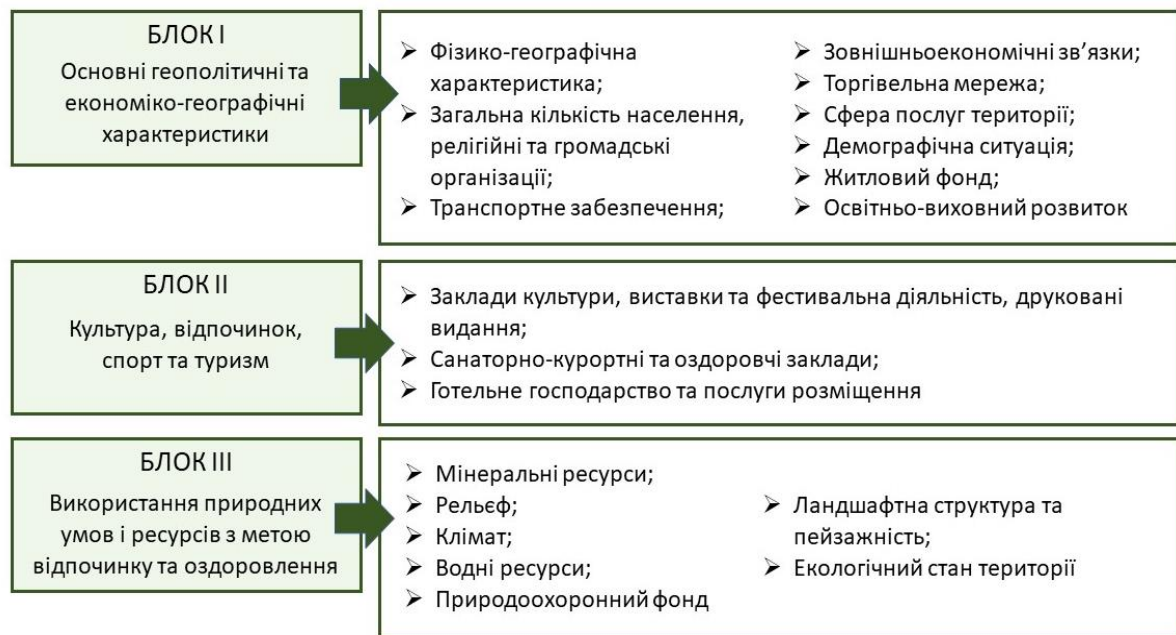 БЛОК І
Основні геополітичні та
економіко-географічні
характеристики
➢ Фізико-географічна
характеристика;
➢ Загальна кількість населення,
релігійні та громадські
організації;
➢ Транспортне забезпечення;
➢ Зовнішньоекономічні зв’язки;
➢ Торгівельна мережа;
➢ Сфера послуг території;
➢ Демографічна ситуація;
➢ Житловий фонд;
➢ Освітньо-виховний розвиток
БЛОК ІІ
Культура, відпочинок,
спорт та туризм
➢ Заклади культури, виставки та фестивальна діяльність, друковані
видання;
➢ Санаторно-курортні та оздоровчі заклади;
➢ Готельне господарство та послуги розміщення
БЛОК ІІІ
Використання природних
умов і ресурсів з метою
відпочинку та оздоровлення
➢ Мінеральні ресурси;
➢ Рельєф;
➢ Клімат;
➢ Водні ресурси;
➢ Природоохоронний фонд
➢ Ландшафтна структура та
пейзажність;
➢ Екологічний стан території